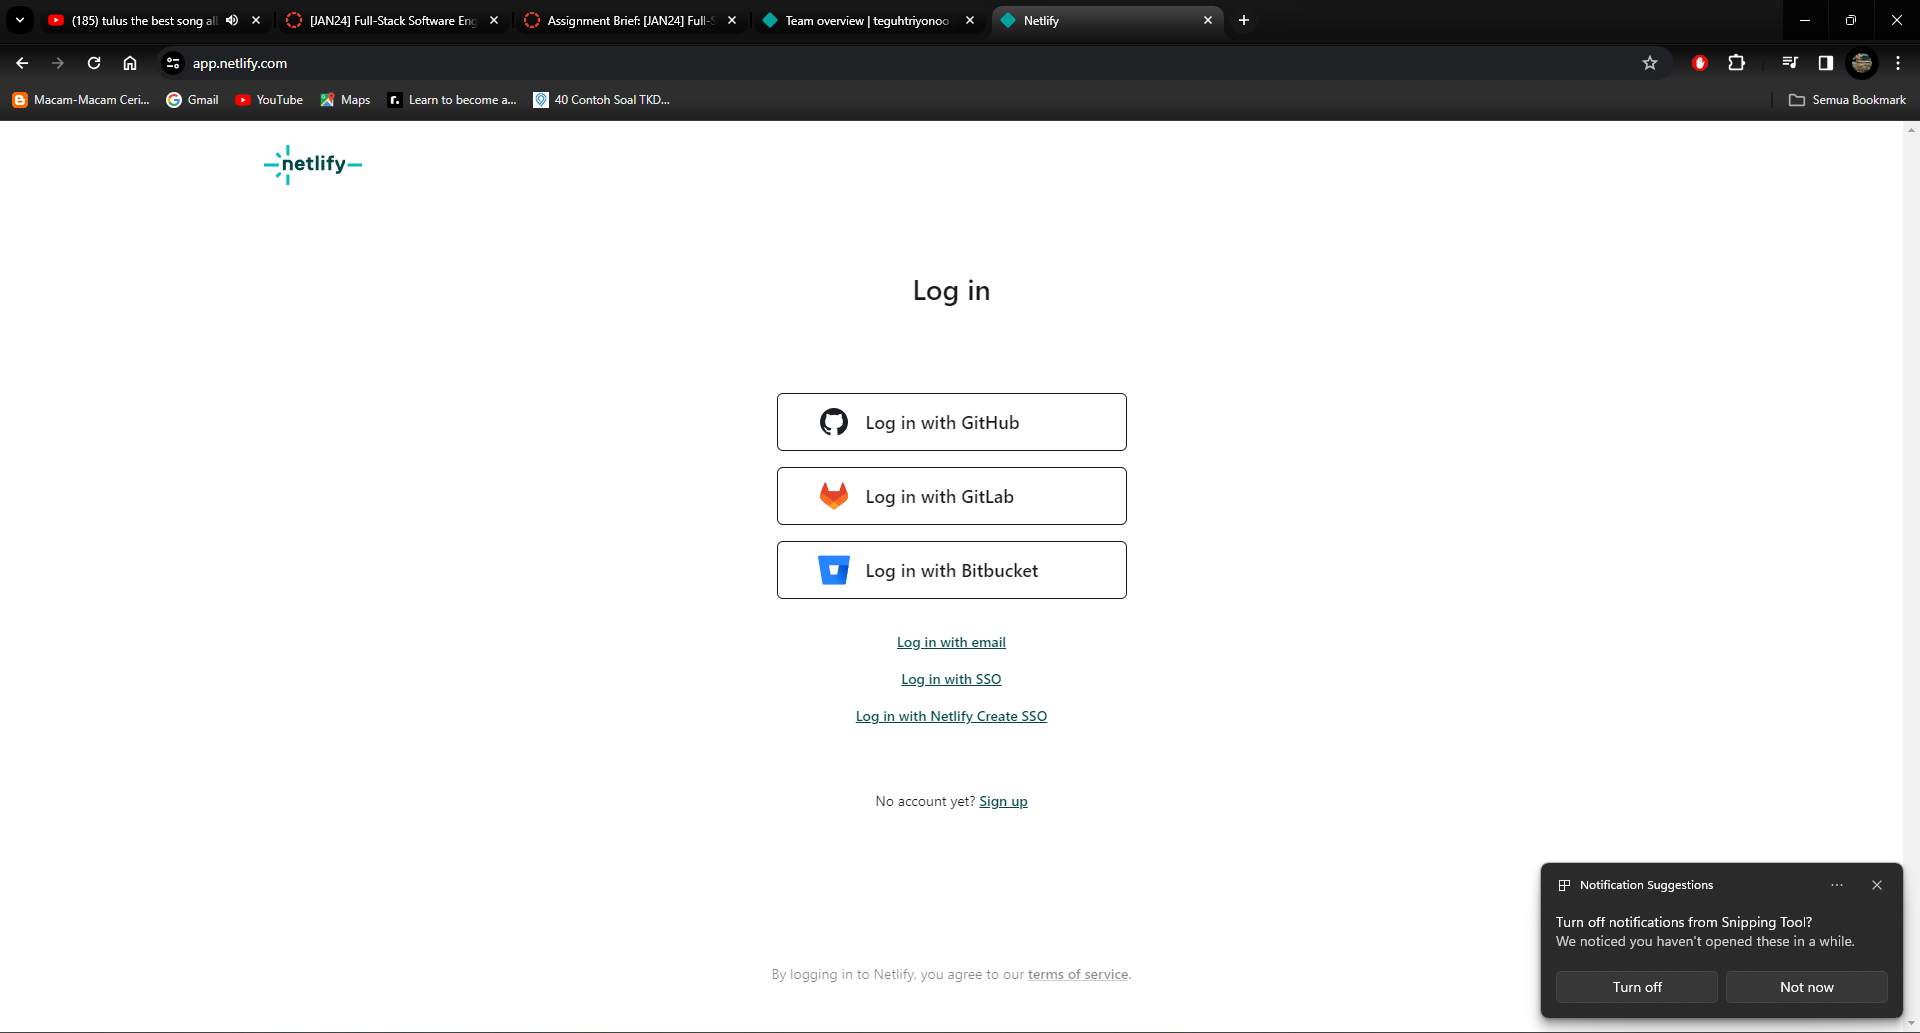 (185) tulus the best song al
[JAN24] Full-Stack Software Eng
Assignment Brief: [JAN24] Full-S
Team overview | teguhtriyonoo
Netlify
app.netlify.com
Macam-Macam Ceri...
Gmail
YouTube
Maps
Learn to become a...
40 Contoh Soal TKD...
Semua Bookmark
netlify
Log in
Log in with GitHub
Log in with GitLab
Log in with Bitbucket
Log in with email
Log in with SSO
Log in with Netlify Create SSO
No account yet? Sign up
By logging in to Netlify, you agree to our terms of service.
Notification Suggestions
Turn off notifications from Snipping Tool?
We noticed you haven't opened these in a while.
Turn off
Not now